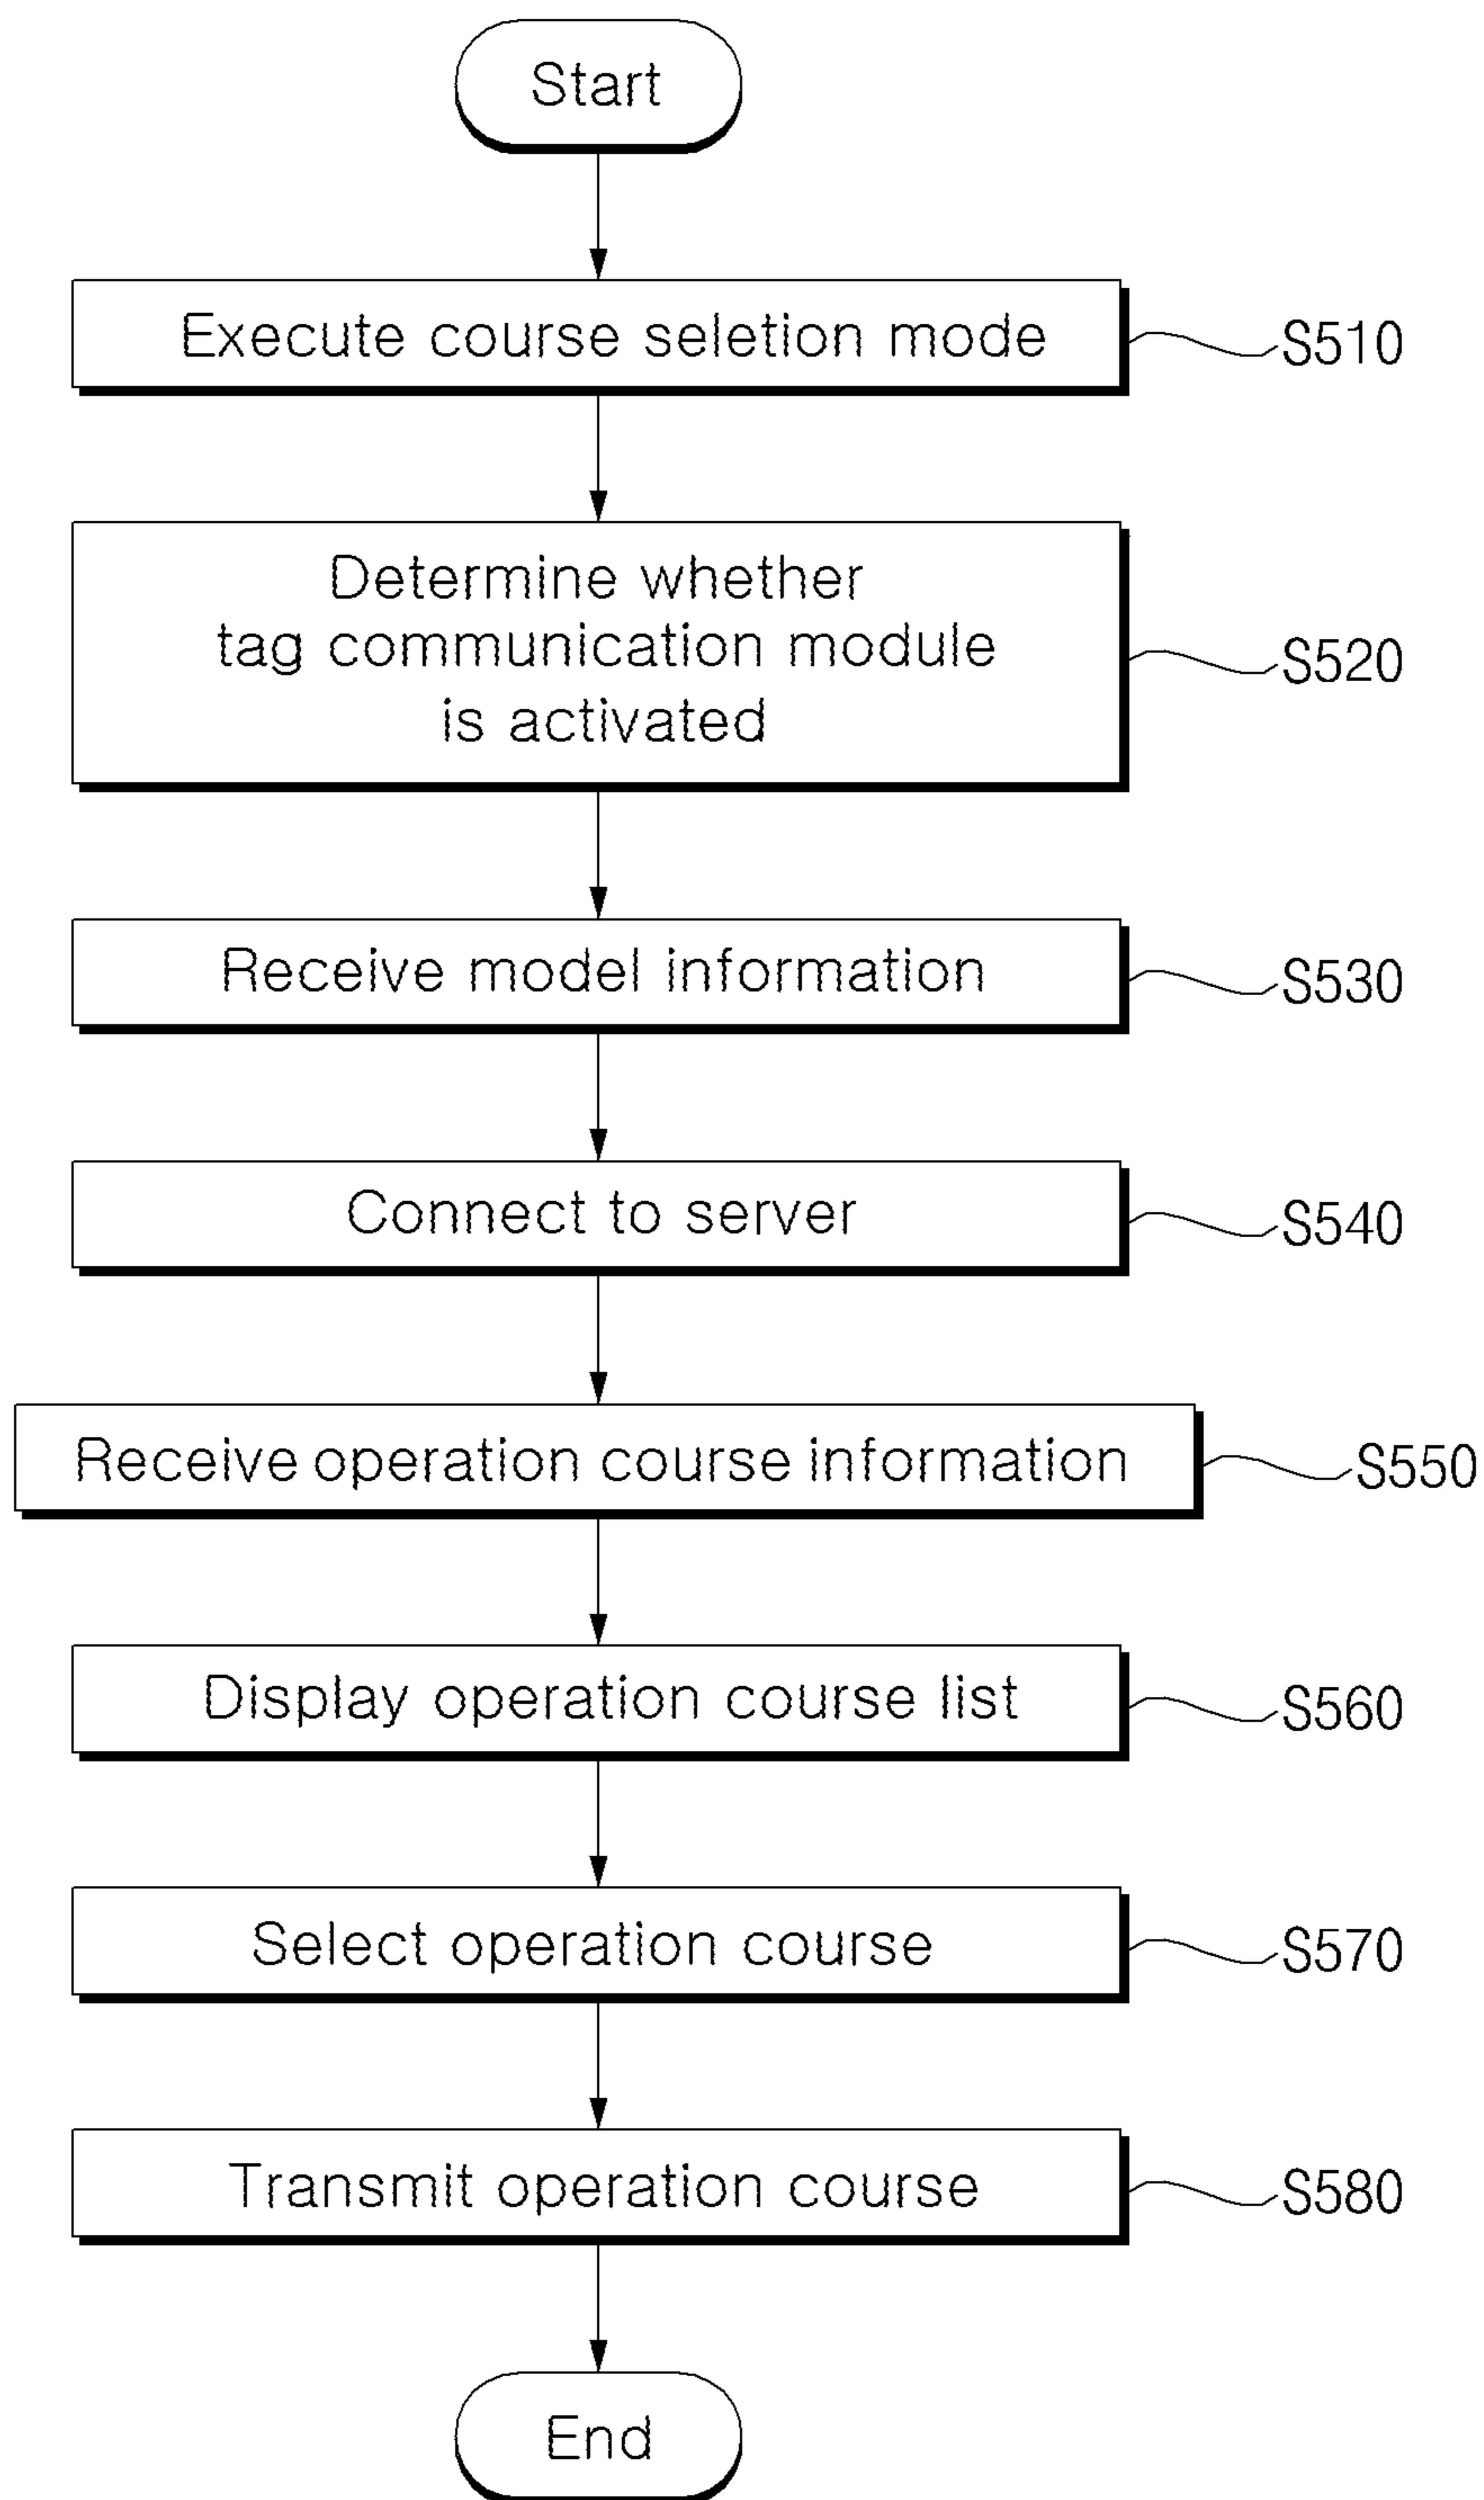 Start
Execute course seletion mode
S510
Determine whether
tag communication module
is activated
S520
Receive model information
S530
Connect to server
S540
Receive operation course information
S550
Display operation course list
S560
Select operation course
S570
Transmit operation course
S580
End